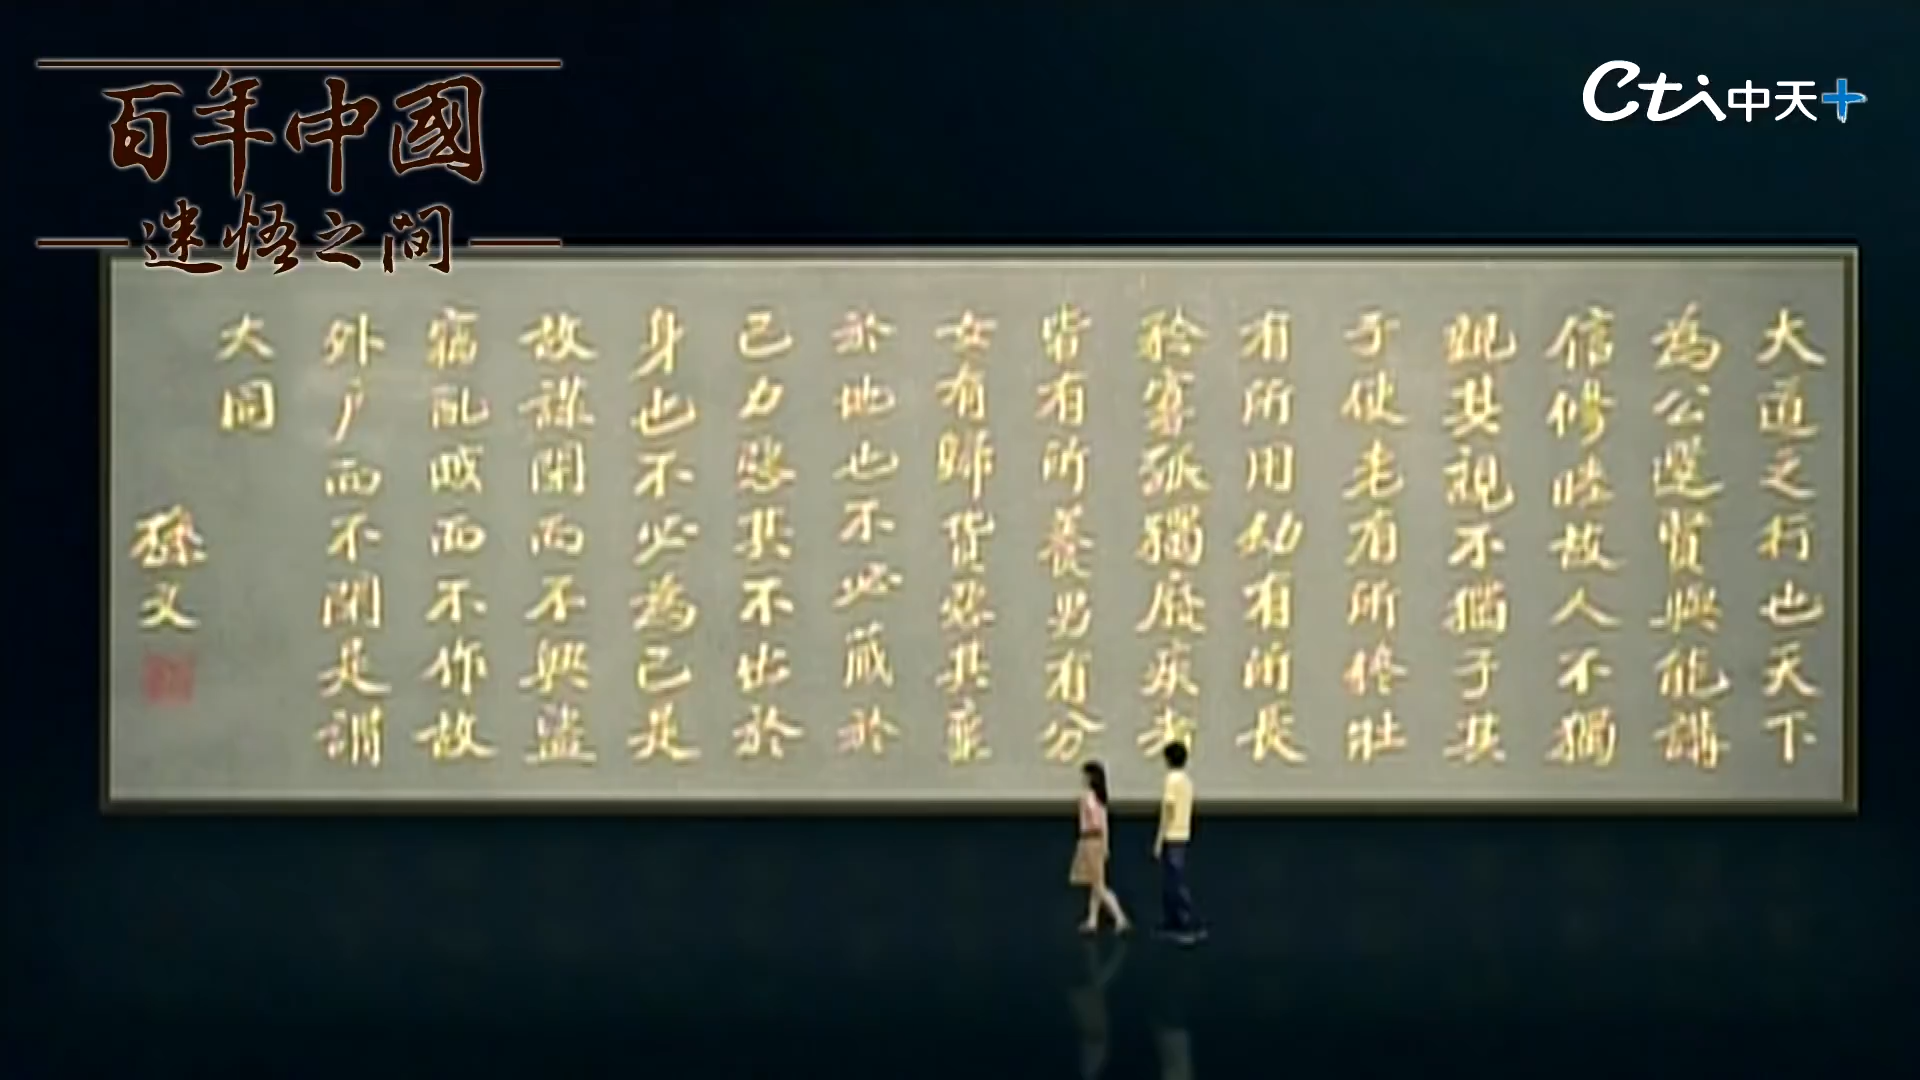 百年中國
迷悟之間
Cti中天+
大道之行也天下
為公選賢與能講
信修睦故人不獨
親其親不獨子其
子使老有所終壯
有所用幼有所長
矜寡孤獨廢疾者
皆有所養男有分
女有歸貨惡其棄
於地也不必藏於
己力惡其不出於
身也不必為己是
故謀閉而不興盜
竊亂賊而不作故
外戶而不閉是謂
大同
孫文